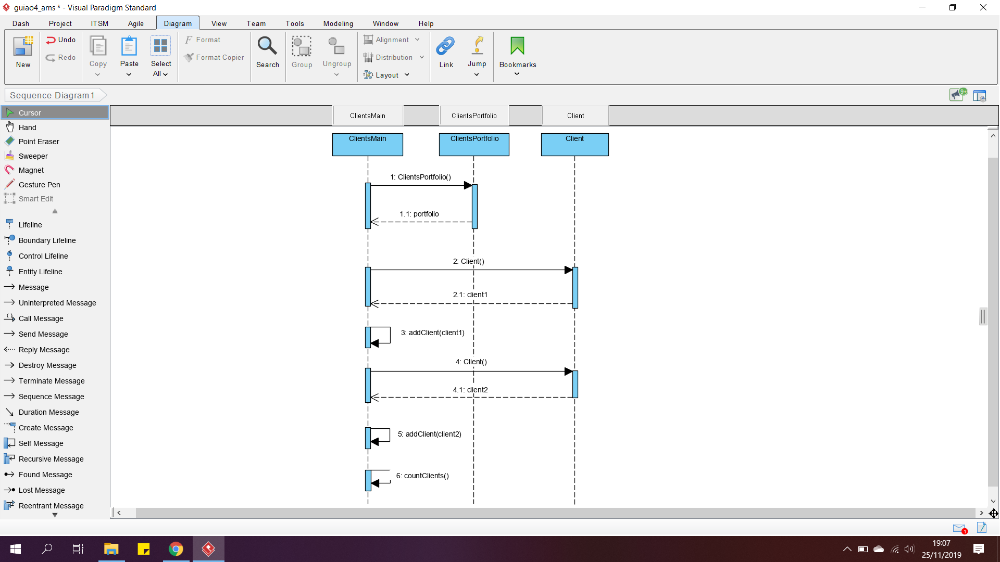 guiao4_ams * - Visual Paradigm Standard
Dash Project ITSM Agile Diagram View Team Tools Modeling Window Help
New
Undo
Redo
Copy
Paste
Select
All
Format
Format Copier
Search
Group
Ungroup
Alignment
Distribution
Layout
Link
Jump
Bookmarks
Sequence Diagram1
9+
Cursor
Hand
Point Eraser
Sweeper
Magnet
Gesture Pen
Smart Edit
Lifeline
Boundary Lifeline
Control Lifeline
Entity Lifeline
Message
Uninterpreted Message
Call Message
Send Message
Reply Message
Destroy Message
Terminate Message
Sequence Message
Duration Message
Create Message
Self Message
Recursive Message
Found Message
Lost Message
Reentrant Message
ClientsMain ClientsPortfolio Client
ClientsMain ClientsPortfolio Client
1: ClientsPortfolio()
1.1: portfolio
2: Client()
2.1: client1
3: addClient(client1)
4: Client()
4.1: client2
5: addClient(client2)
6: countClients()
1
19:07
25/11/2019